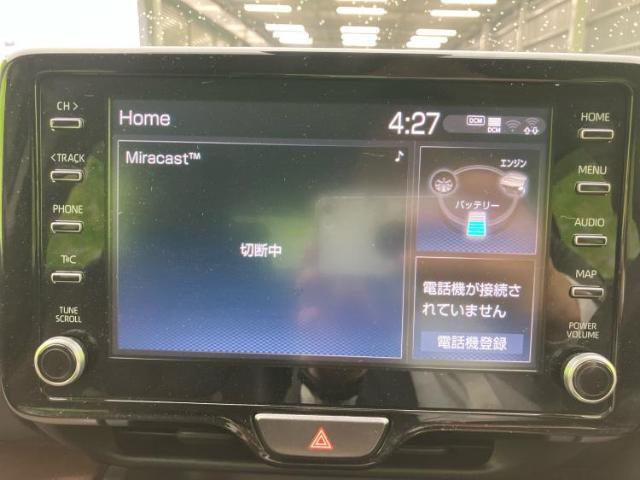 CH >
< TRACK
PHONE
T&C
TUNE
SCROLL
Home
4:27
DCM
DCM
Miracast™
切断中
エンジン
バッテリー
電話機が接続さ
れていません
電話機登録
HOME
MENU
AUDIO
MAP
POWER
VOLUME